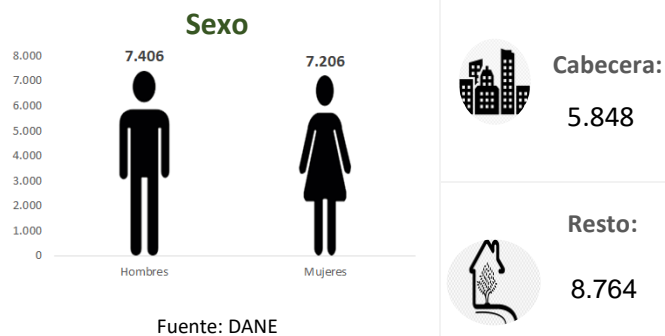 Sexo
8.000
7.000
6.000
5.000
4.000
3.000
2.000
1.000
0
7.406
7.206
Hombres
Mujeres
Fuente: DANE
Cabecera:
5.848
Resto:
8.764